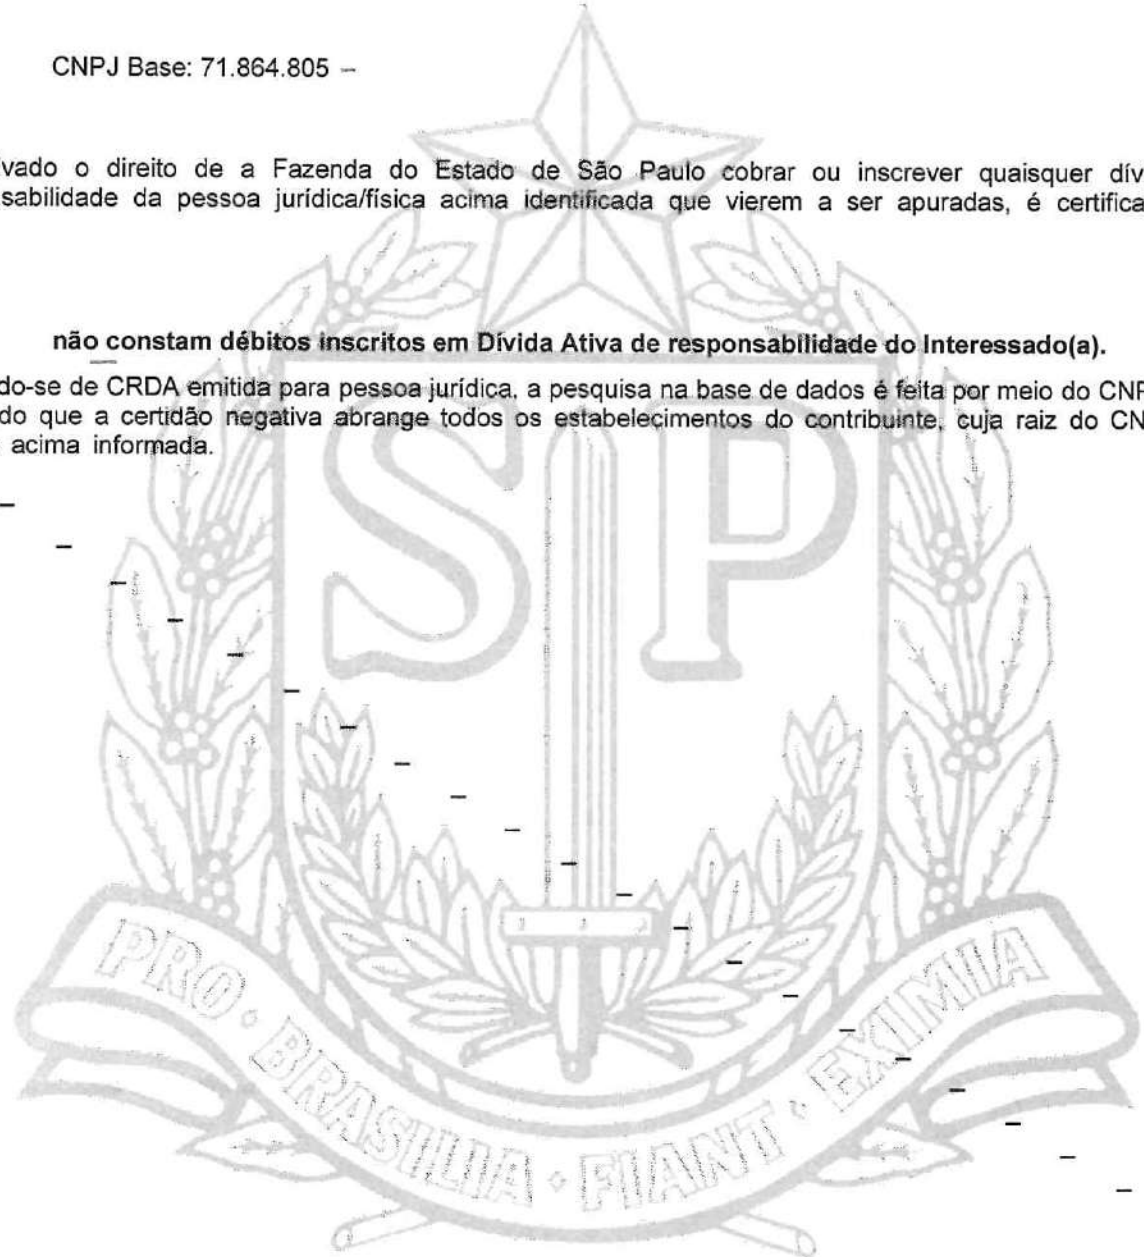 CNPJ Base: 71.864.805 –
vado o direito de a Fazenda do Estado de São Paulo cobrar ou inscrever quaisquer dív
sabilidade da pessoa jurídica/física acima identificada que vierem a ser apuradas, é certifica
não constam débitos inscritos em Dívida Ativa de responsabilidade do Interessado(a).
do-se de CRDA emitida para pessoa jurídica, a pesquisa na base de dados é feita por meio do CNP
do que a certidão negativa abrange todos os estabelecimentos do contribuinte, cuja raiz do CN
acima informada.
SP
PRO BRASILIA FIANT EXIMIA